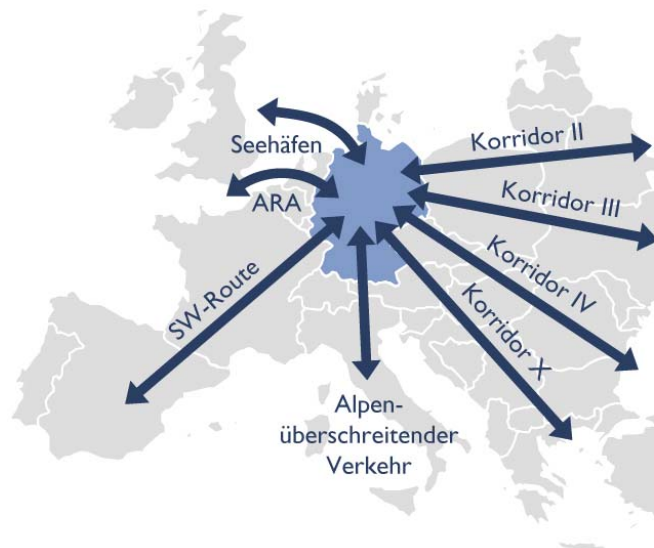 Seehäfen
ARA
SW-Route
Alpen-
überschreitender
Verkehr
Korridor II
Korridor III
Korridor IV
Korridor X